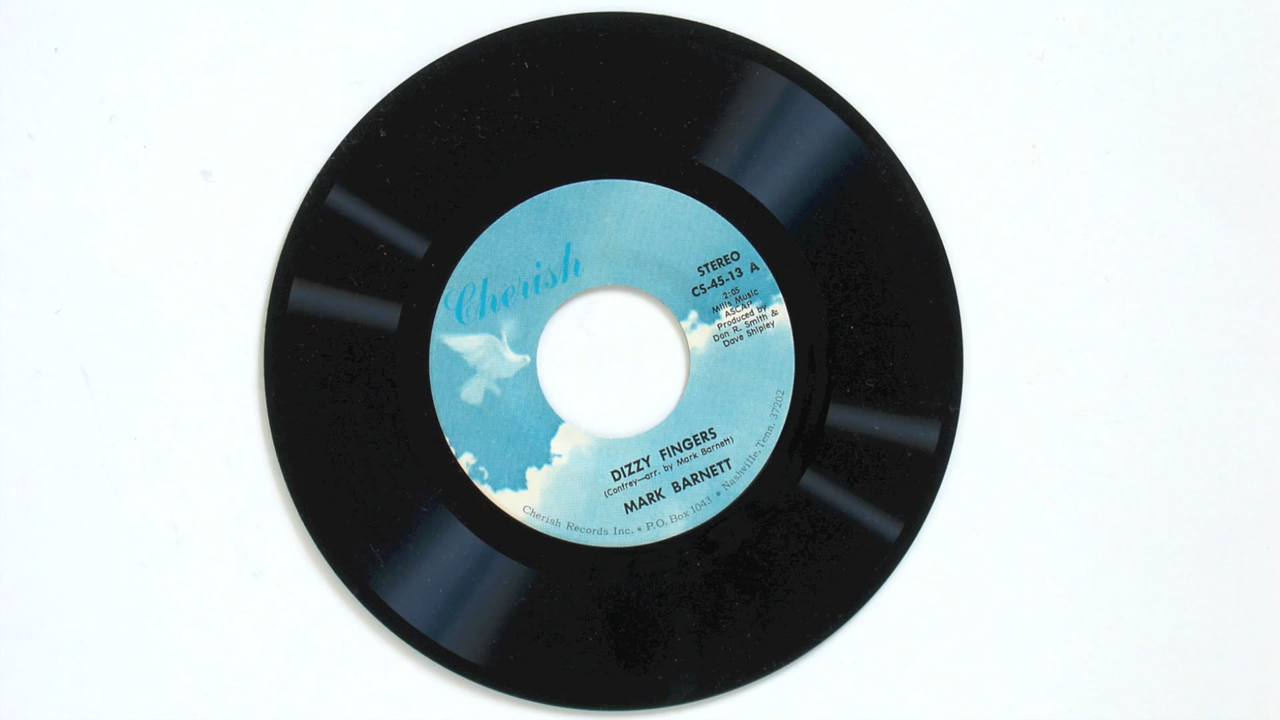 Cherish
STEREO
CS-45-13 A
2:05
Mills Music
ASCAP
Produced by
Don R. Smith &
Dave Shipley
DIZZY FINGERS
(Confrey—arr. by Mark Barnett)
MARK BARNETT
Cherish Records Inc. • P.O. Box 1043 • Nashville, Tenn. 37202